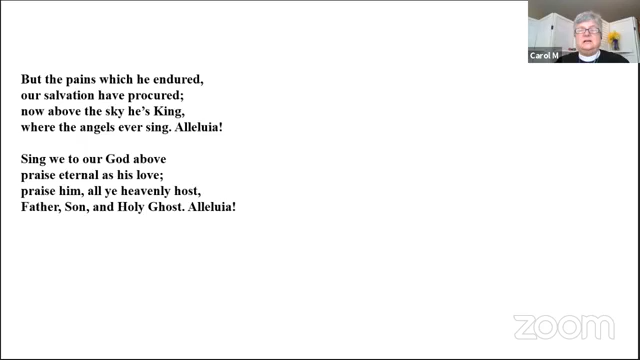 Carol M
But the pains which he endured,
our salvation have procured;
now above the sky he's King,
where the angels ever sing. Alleluia!
Sing we to our God above
praise eternal as his love;
praise him, all ye heavenly host,
Father, Son, and Holy Ghost. Alleluia!
zoom